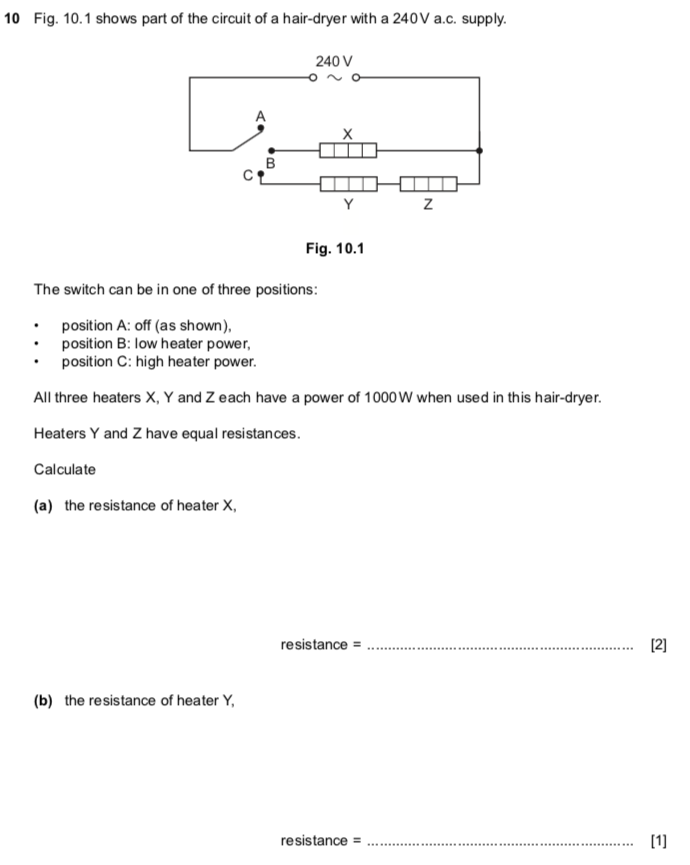 10 Fig. 10.1 shows part of the circuit of a hair-dryer with a 240 V a.c. supply.
240 V
~
A
X
B
C
Y
Z
Fig. 10.1
The switch can be in one of three positions:
• position A: off (as shown),
• position B: low heater power,
• position C: high heater power.
All three heaters X, Y and Z each have a power of 1000 W when used in this hair-dryer.
Heaters Y and Z have equal resistances.
Calculate
(a) the resistance of heater X,
resistance = .................................................................. [2]
(b) the resistance of heater Y,
resistance = .................................................................. [1]